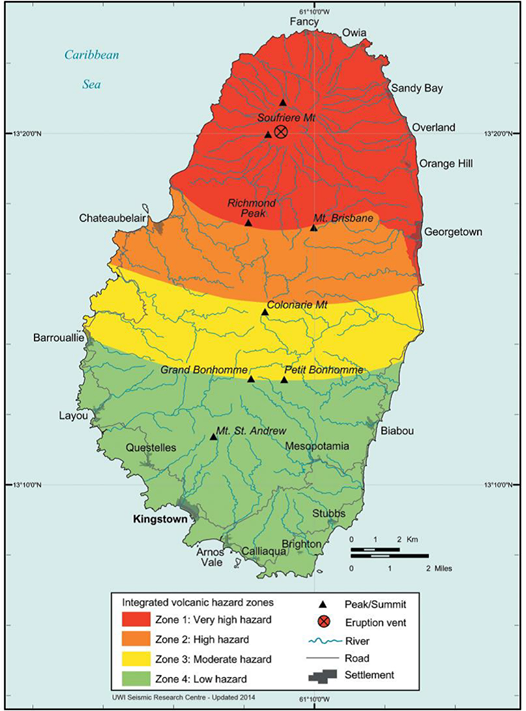 61°10'0"W
Fancy
Owia
Caribbean
Sea
Sandy Bay
Soufriere Mt
Overland
13°20'0"N
13°20'0"N
Orange Hill
Richmond
Peak
Mt. Brisbane
Chateaubelair
Georgetown
Colonarie Mt
Barrouallie
Grand Bonhomme
Petit Bonhomme
Layou
Mt. St. Andrew
Biabou
Questelles
Mesopotamia
13°10'0"N
13°10'0"N
Kingstown
Stubbs
Brighton
Arnos
Vale
Calliaqua
0 1 2 Km
0 1 2 Miles
Integrated volcanic hazard zones
Zone 1: Very high hazard
Zone 2: High hazard
Zone 3: Moderate hazard
Zone 4: Low hazard
Peak/Summit
Eruption vent
River
Road
Settlement
UWI Seismic Research Centre - Updated 2014
61°10'0"W